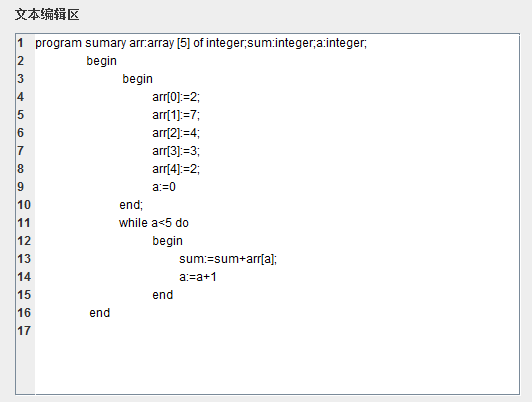 文本编辑区
1 program sumary arr:array [5] of integer;sum:integer;a:integer;
2 begin
3 begin
4 arr[0]:=2;
5 arr[1]:=7;
6 arr[2]:=4;
7 arr[3]:=3;
8 arr[4]:=2;
9 a:=0
10 end;
11 while a<5 do
12 begin
13 sum:=sum+arr[a];
14 a:=a+1
15 end
16 end
17